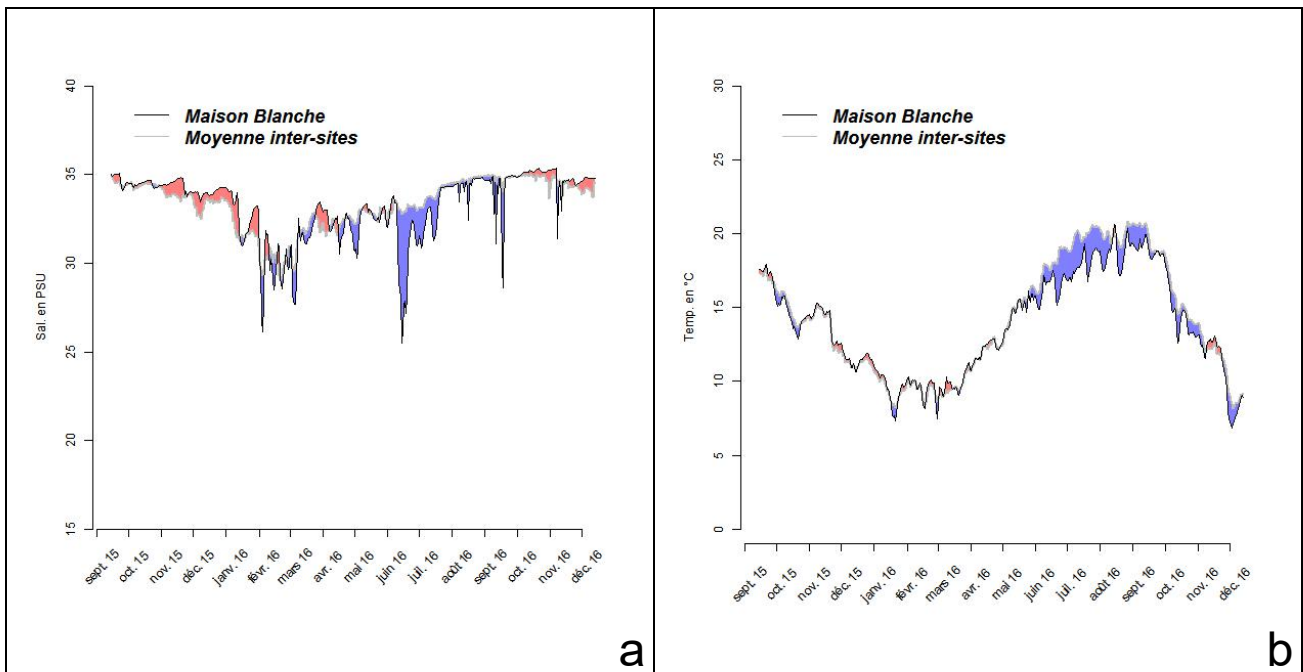 40
35
30
25
20
15
Sal. en PSU
Maison Blanche
Moyenne inter-sites
sept. 15
oct. 15
nov. 15
déc. 15
janv. 16
févr. 16
mars 16
avr. 16
mai 16
juin 16
juil. 16
août 16
sept. 16
oct. 16
nov. 16
déc. 16
a
30
25
20
15
10
5
0
Temp. en °C
Maison Blanche
Moyenne inter-sites
sept. 15
oct. 15
nov. 15
déc. 15
janv. 16
févr. 16
mars 16
avr. 16
mai 16
juin 16
juil. 16
août 16
sept. 16
oct. 16
nov. 16
déc. 16
b